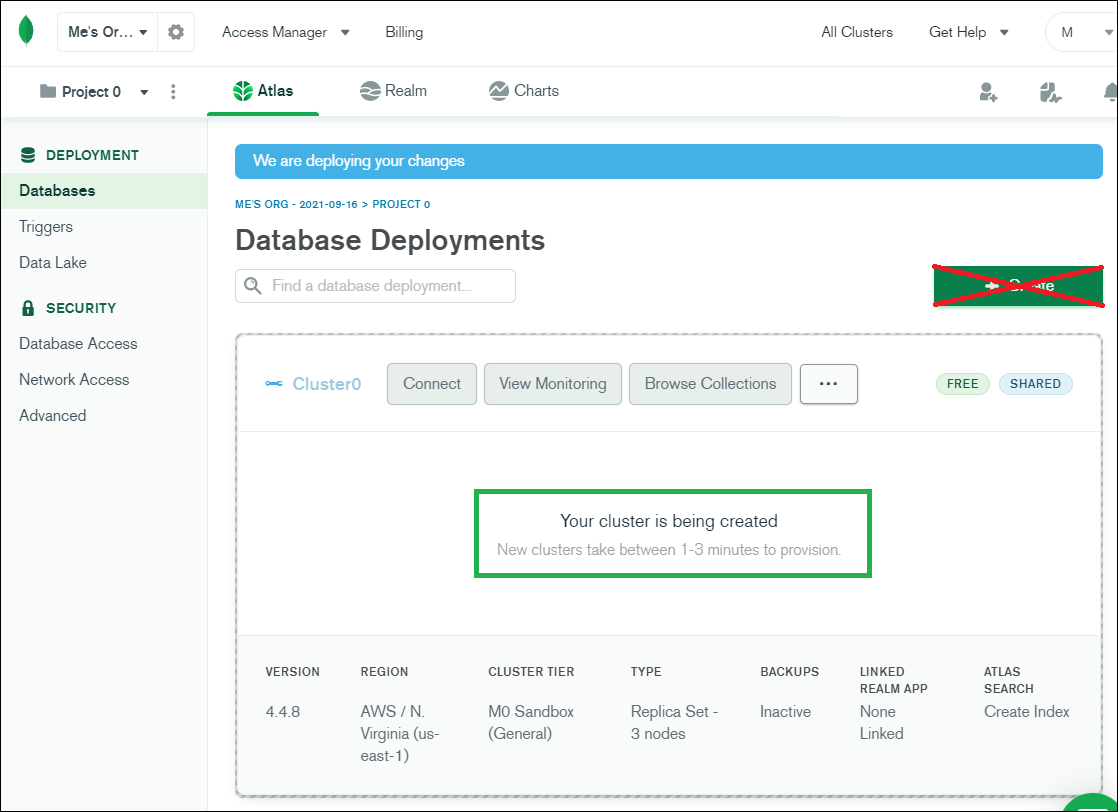 Me's Or...
Access Manager
Billing
All Clusters
Get Help
M
Project 0
Atlas
Realm
Charts
DEPLOYMENT
Databases
Triggers
Data Lake
SECURITY
Database Access
Network Access
Advanced
We are deploying your changes
ME'S ORG - 2021-09-16 > PROJECT 0
Database Deployments
Find a database deployment...
+ Create
Cluster0
Connect
View Monitoring
Browse Collections
...
FREE
SHARED
Your cluster is being created
New clusters take between 1-3 minutes to provision.
VERSION
4.4.8
REGION
AWS / N.
Virginia (us-
east-1)
CLUSTER TIER
M0 Sandbox
(General)
TYPE
Replica Set -
3 nodes
BACKUPS
Inactive
LINKED
REALM APP
None
Linked
ATLAS
SEARCH
Create Index